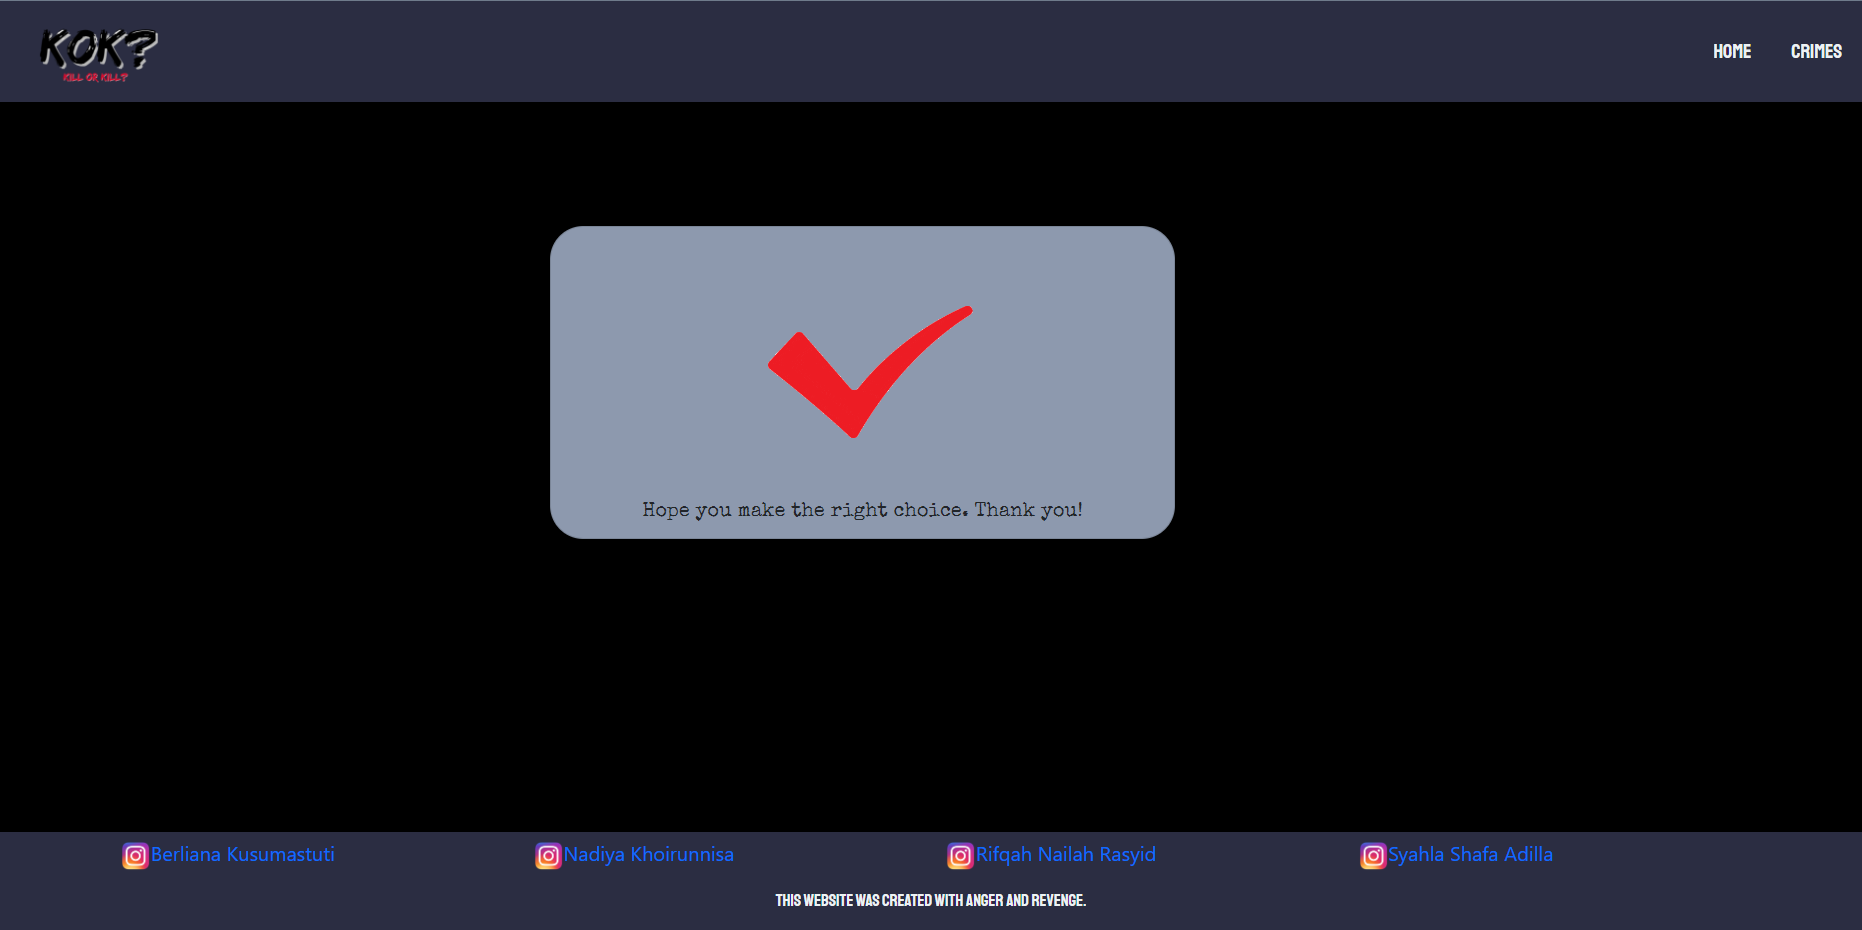 KOK?
KILL OR KILL?
HOME
CRIMES
Hope you make the right choice. Thank you!
Berliana Kusumastuti
Nadiya Khoirunnisa
Rifqah Nailah Rasyid
Syahla Shafa Adilla
THIS WEBSITE WAS CREATED WITH ANGER AND REVENGE.